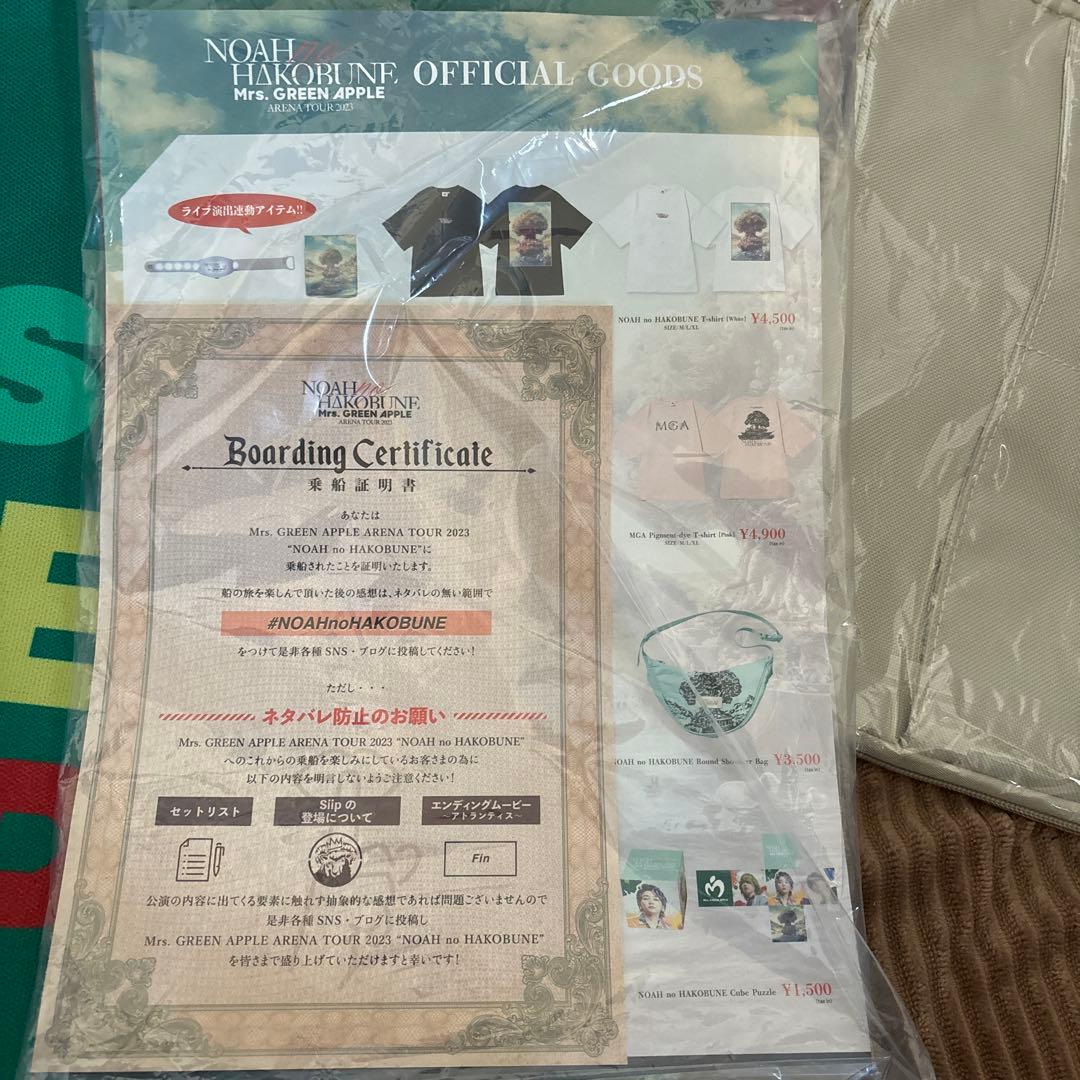 NOAH no
HAKOBUNE
Mrs. GREEN APPLE
ARENA TOUR 2023
OFFICIAL GOODS
ライブ演出連動アイテム!!
NOAH no HAKOBUNE T-shirt [White] ¥4,500
SIZE/M/L/XL
(tax in)
MGA
MGA Pigment-dye T-shirt [Pink] ¥4,900
SIZE/M/L/XL
(tax in)
NOAH no HAKOBUNE Round Shoulder Bag ¥3,500
(tax in)
NOAH no HAKOBUNE Cube Puzzle ¥1,500
(tax in)
NOAH no
HAKOBUNE
Mrs. GREEN APPLE
ARENA TOUR 2023
Boarding Certificate
乗船証明書
あなたは
Mrs. GREEN APPLE ARENA TOUR 2023
“NOAH no HAKOBUNE”に
乗船されたことを証明いたします。
船の旅を楽しんで頂いた後の感想は、ネタバレの無い範囲で
#NOAHnoHAKOBUNE
をつけて是非各種 SNS・ブログに投稿してください!
ただし・・・
ネタバレ防止のお願い
Mrs. GREEN APPLE ARENA TOUR 2023 “NOAH no HAKOBUNE”
へのこれからの乗船を楽しみにしているお客さまの為に
以下の内容を明言しないようご注意ください!
セットリスト
Siip の
登場について
エンディングムービー
～アトランティス～
Fin
公演の内容に出てくる要素に触れず抽象的な感想であれば問題ございませんので
是非各種 SNS・ブログに投稿し
Mrs. GREEN APPLE ARENA TOUR 2023 “NOAH no HAKOBUNE”
を皆さまで盛り上げていただけますと幸いです!
S
E